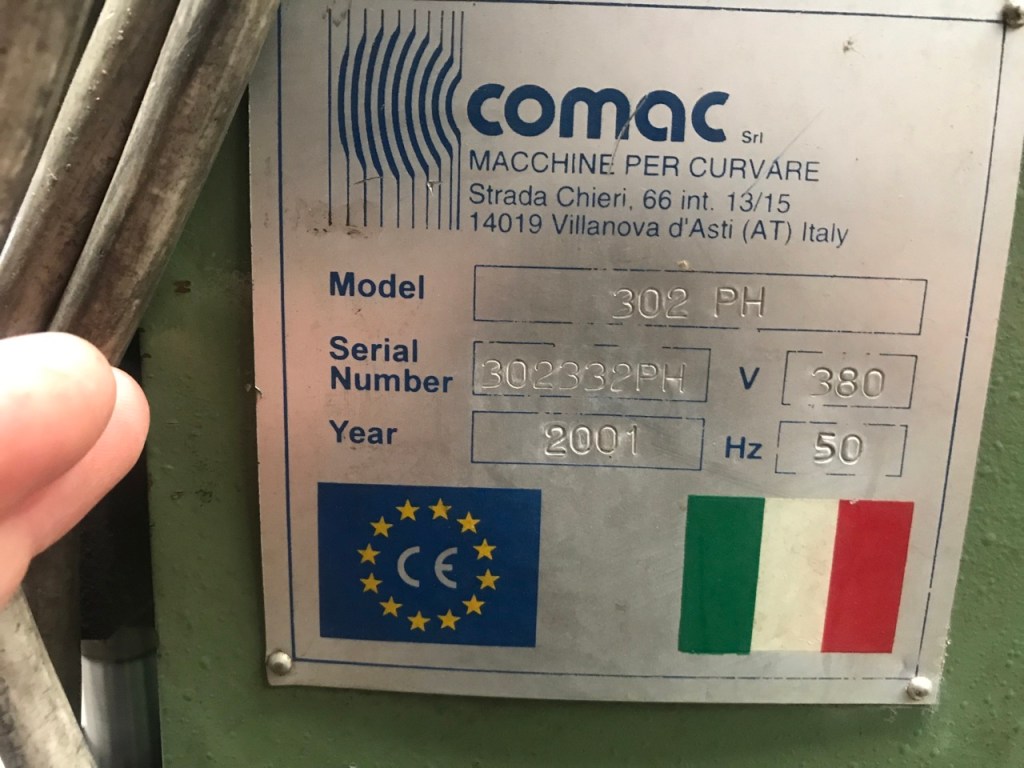 comac Srl
MACCHINE PER CURVARE
Strada Chieri, 66 int. 13/15
14019 Villanova d'Asti (AT) Italy
Model 302 PH
Serial
Number 302332PH V 380
Year 2001 Hz 50
CE